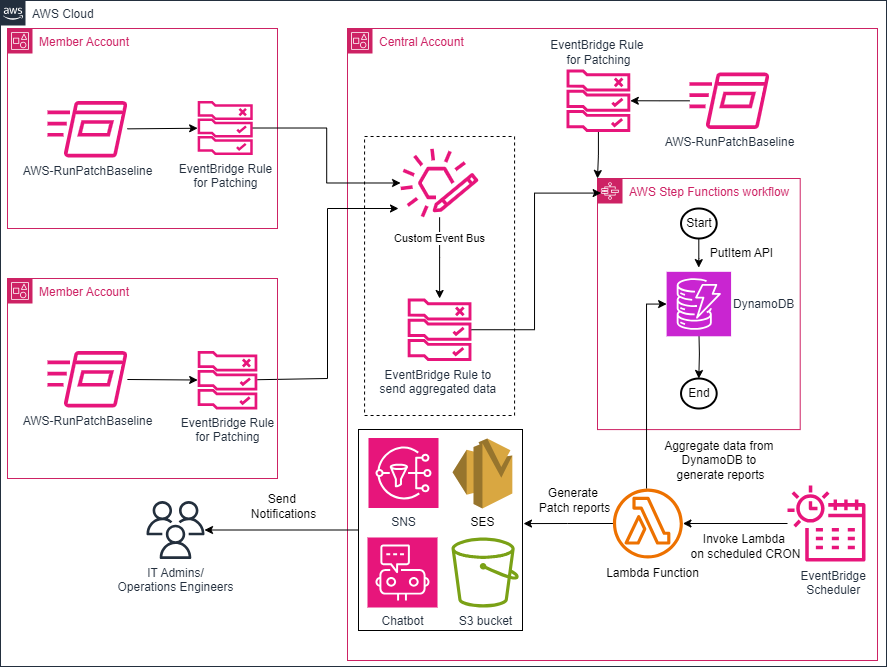 aws
AWS Cloud
Member Account
AWS-RunPatchBaseline
EventBridge Rule
for Patching
Member Account
AWS-RunPatchBaseline
EventBridge Rule
for Patching
Central Account
EventBridge Rule
for Patching
AWS-RunPatchBaseline
Custom Event Bus
EventBridge Rule to
send aggregated data
AWS Step Functions workflow
Start
PutItem API
DynamoDB
End
Aggregate data from
DynamoDB to
generate reports
SNS
SES
Chatbot
S3 bucket
Generate
Patch reports
Lambda Function
Invoke Lambda
on scheduled CRON
EventBridge
Scheduler
Send
Notifications
IT Admins/
Operations Engineers